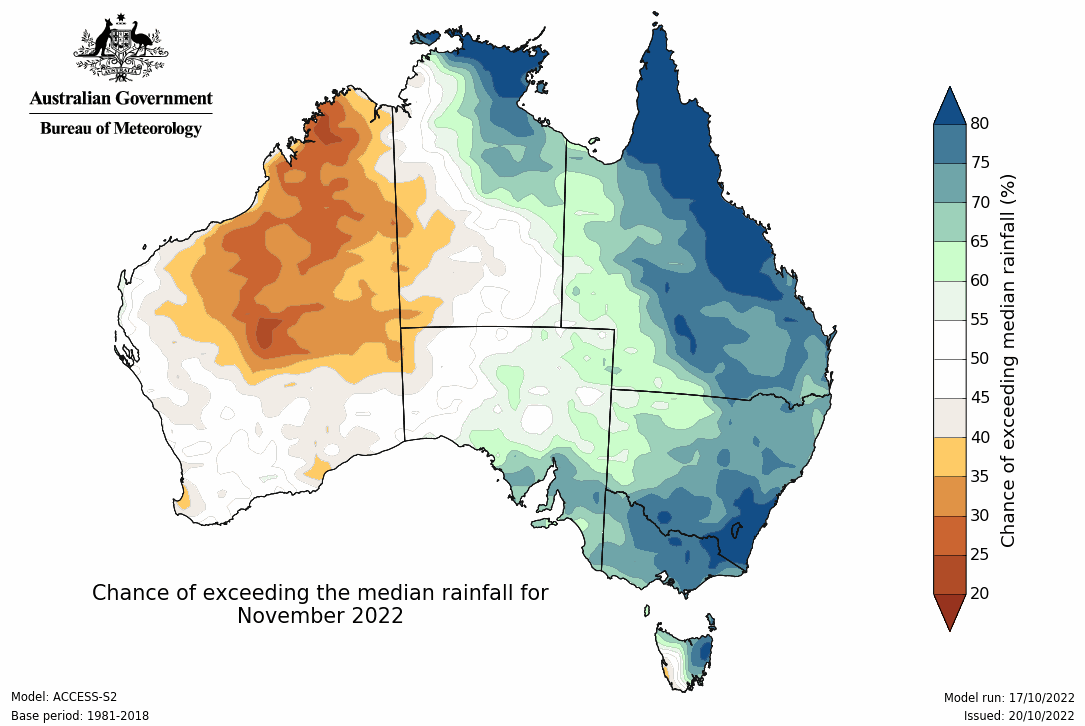 Australian Government
Bureau of Meteorology
80
75
70
65
60
55
50
45
40
35
30
25
20
Chance of exceeding median rainfall (%)
Chance of exceeding the median rainfall for
November 2022
Model: ACCESS-S2
Base period: 1981-2018
Model run: 17/10/2022
Issued: 20/10/2022